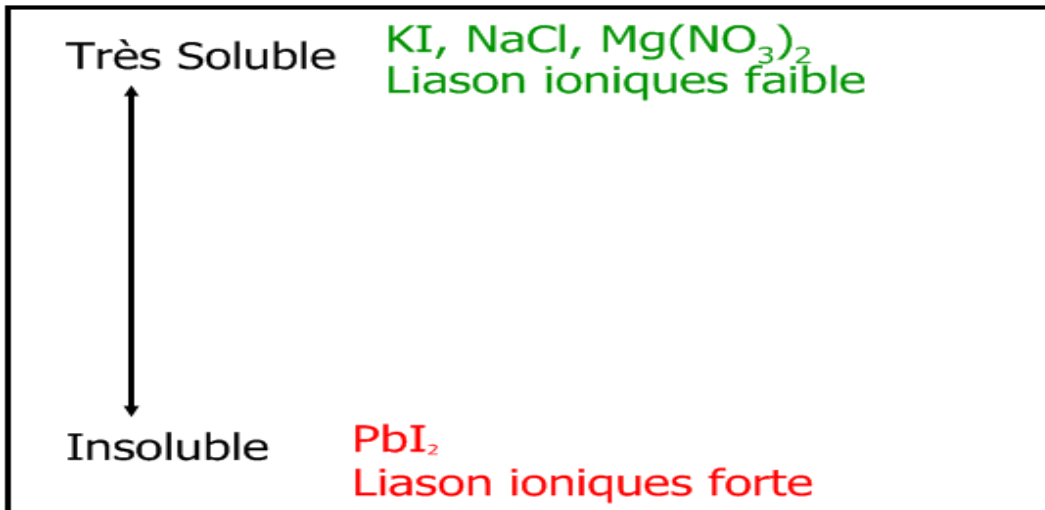 Très Soluble
KI, NaCl, Mg(NO₃)₂
Liason ioniques faible
Insoluble
PbI₂
Liason ioniques forte